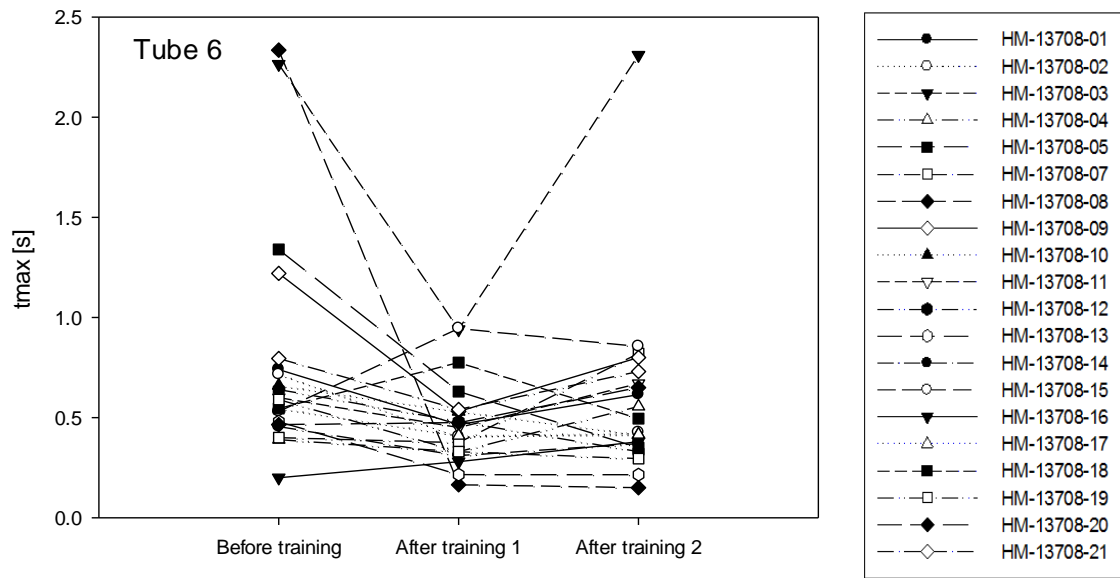 Tube 6
2.5
2.0
1.5
1.0
0.5
0.0
tmax [s]
Before training
After training 1
After training 2
HM-13708-01
HM-13708-02
HM-13708-03
HM-13708-04
HM-13708-05
HM-13708-07
HM-13708-08
HM-13708-09
HM-13708-10
HM-13708-11
HM-13708-12
HM-13708-13
HM-13708-14
HM-13708-15
HM-13708-16
HM-13708-17
HM-13708-18
HM-13708-19
HM-13708-20
HM-13708-21